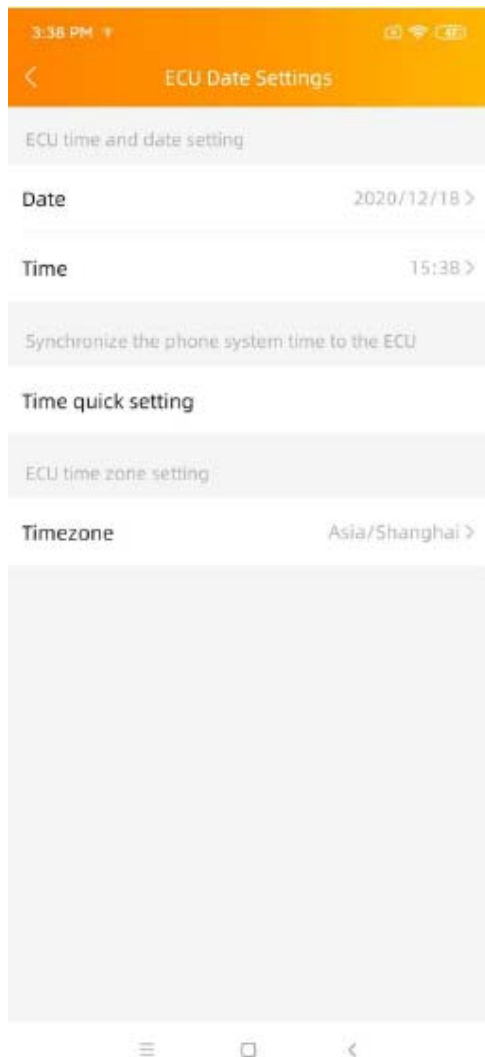 3:38 PM
ECU Date Settings
ECU time and date setting
Date 2020/12/18 >
Time 15:38 >
Synchronize the phone system time to the ECU
Time quick setting
ECU time zone setting
Timezone Asia/Shanghai >